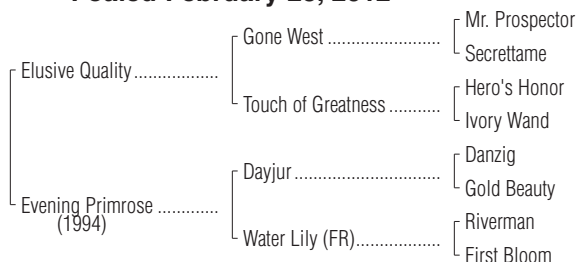 Foaled February 28, 2012
Mr. Prospector
Gone West
Secrettame
Elusive Quality
Hero's Honor
Touch of Greatness
Ivory Wand
Danzig
Dayjur
Gold Beauty
Evening Primrose
(1994)
Riverman
Water Lily (FR)
First Bloom